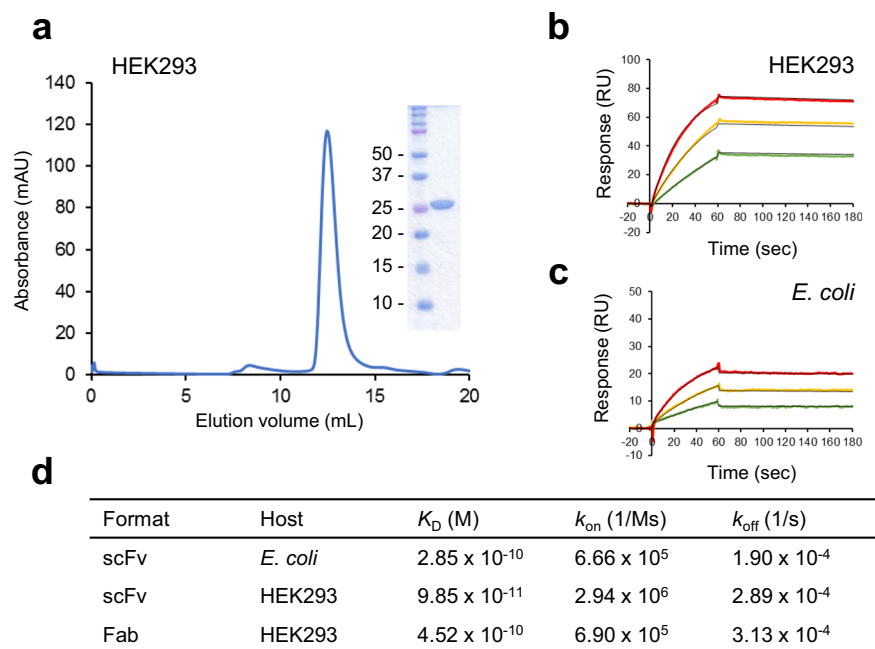 a
HEK293
140
120
100
80
60
40
20
0
Absorbance (mAU)
0 5 10 15 20
Elution volume (mL)
50 -
37 -
25 -
20 -
15 -
10 -
b
HEK293
100
80
60
40
20
0
-20
Response (RU)
-20 0 20 40 60 80 100 120 140 160 180
Time (sec)
c
E. coli
50
40
30
20
10
0
-10
Response (RU)
-20 0 20 40 60 80 100 120 140 160 180
Time (sec)
d
Format Host K_D (M) k_on (1/Ms) k_off (1/s)
scFv E. coli 2.85 x 10⁻¹⁰ 6.66 x 10⁵ 1.90 x 10⁻⁴
scFv HEK293 9.85 x 10⁻¹¹ 2.94 x 10⁶ 2.89 x 10⁻⁴
Fab HEK293 4.52 x 10⁻¹⁰ 6.90 x 10⁵ 3.13 x 10⁻⁴